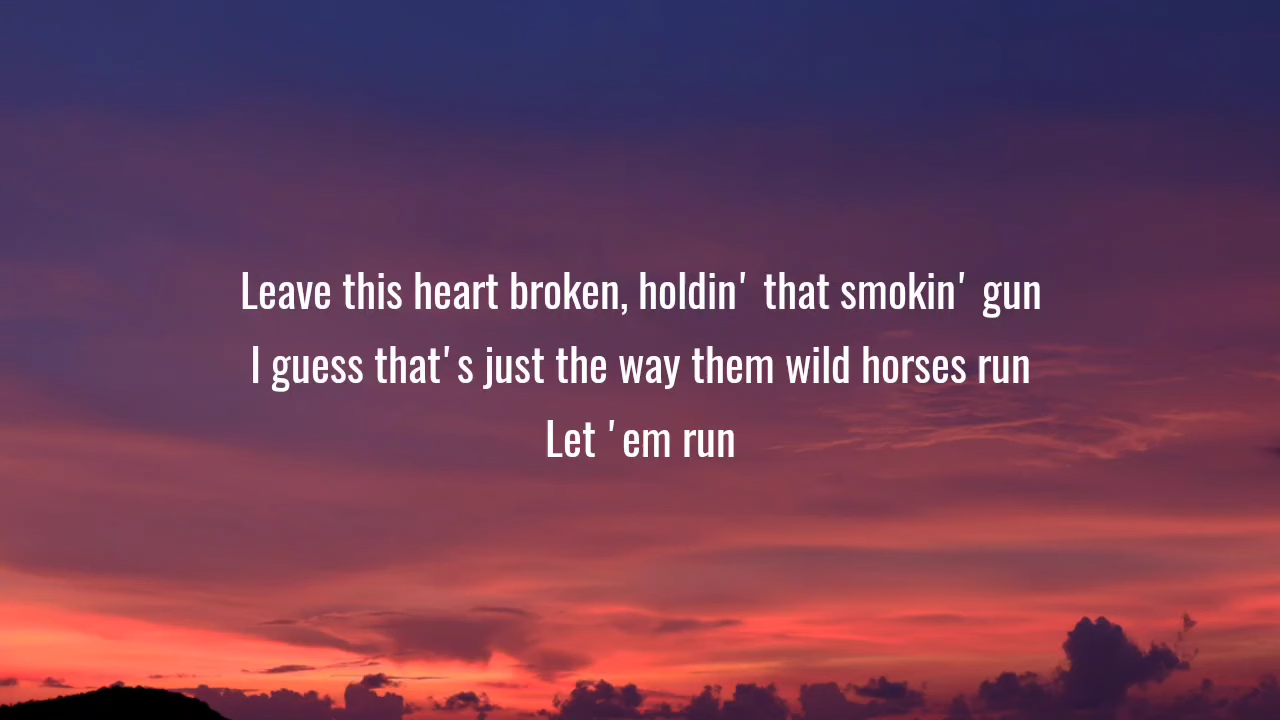 Leave this heart broken, holdin' that smokin' gun
I guess that's just the way them wild horses run
Let 'em run